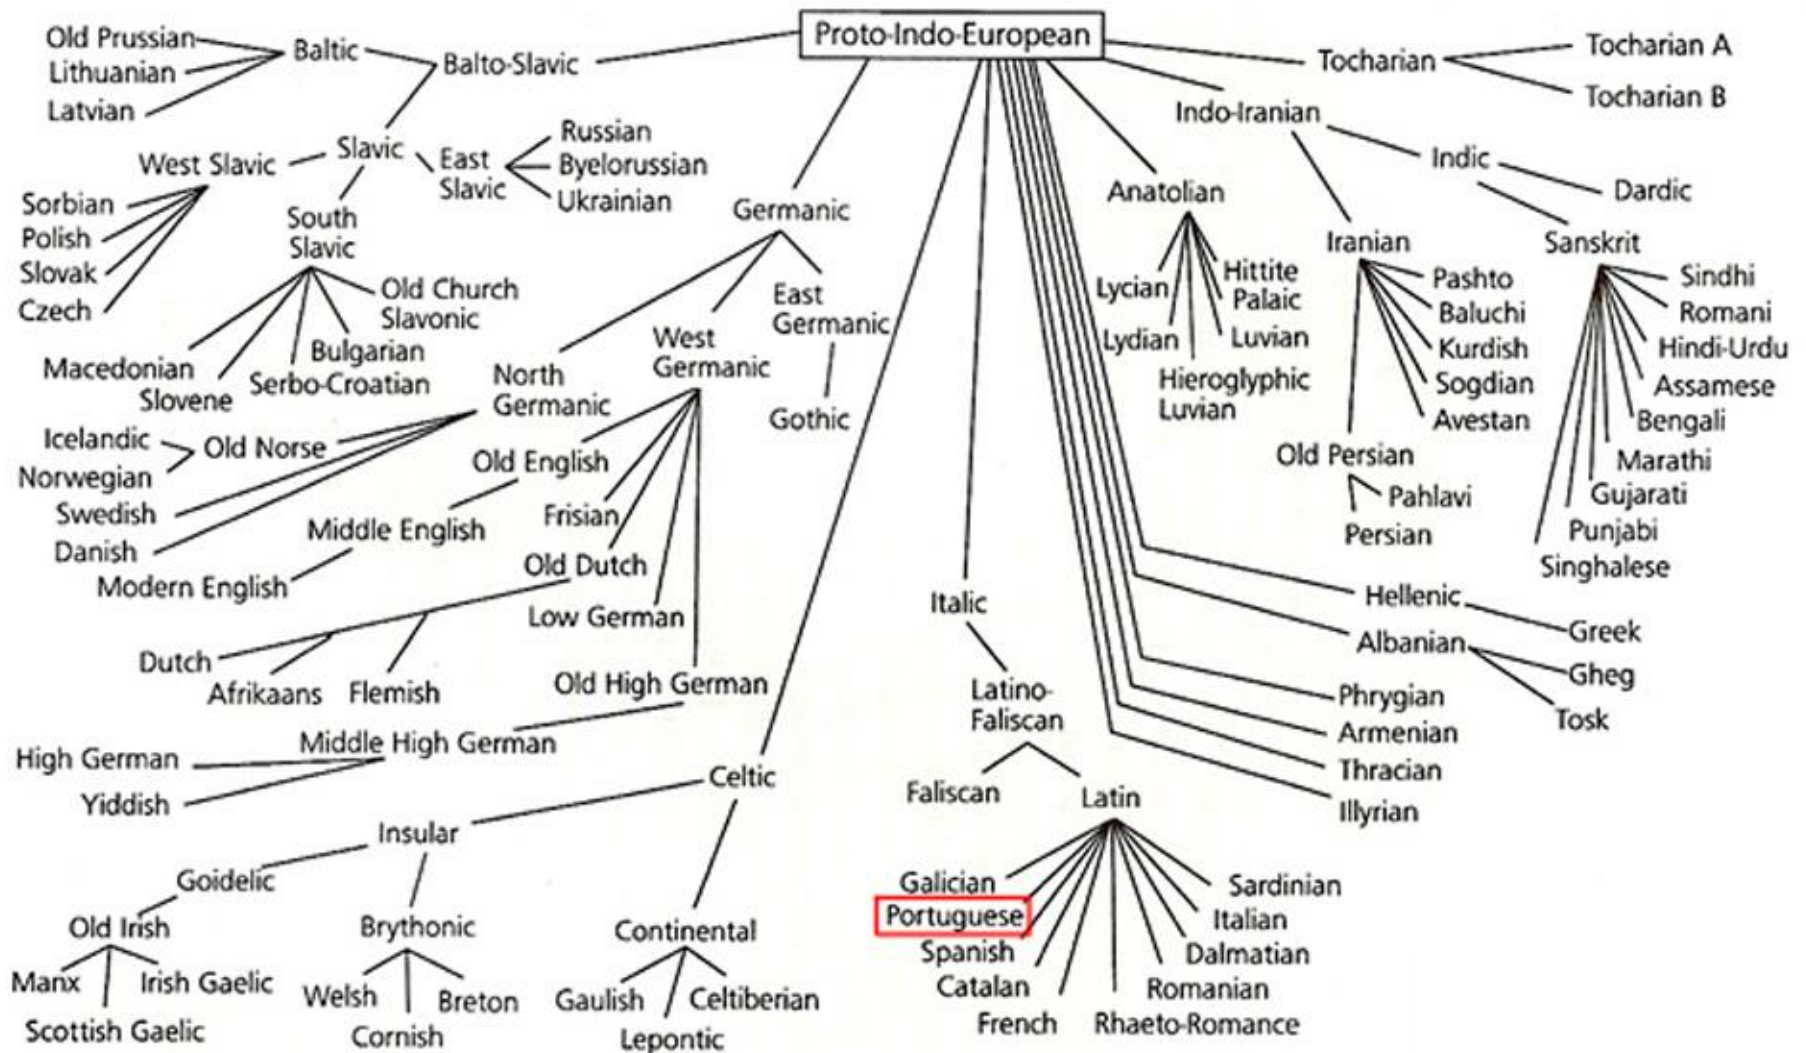 Proto-Indo-European
Old Prussian
Lithuanian
Latvian
Baltic
Balto-Slavic
Slavic
West Slavic
Sorbian
Polish
Slovak
Czech
South
Slavic
Macedonian
Slovene
Serbo-Croatian
Bulgarian
Old Church
Slavonic
East
Slavic
Russian
Byelorussian
Ukrainian
Germanic
North
Germanic
Old Norse
Icelandic
Norwegian
Swedish
Danish
West
Germanic
Old English
Middle English
Modern English
Frisian
Old Dutch
Dutch
Afrikaans
Flemish
Low German
Old High German
Middle High German
High German
Yiddish
East
Germanic
Gothic
Celtic
Insular
Goidelic
Old Irish
Manx
Scottish Gaelic
Irish Gaelic
Brythonic
Welsh
Cornish
Breton
Continental
Gaulish
Lepontic
Celtiberian
Italic
Latino-
Faliscan
Faliscan
Latin
Galician
Portuguese
Spanish
Catalan
French
Rhaeto-Romance
Romanian
Dalmatian
Italian
Sardinian
Anatolian
Lycian
Lydian
Hieroglyphic
Luvian
Luvian
Palaic
Hittite
Tocharian
Tocharian A
Tocharian B
Indo-Iranian
Indic
Dardic
Iranian
Pashto
Baluchi
Kurdish
Sogdian
Avestan
Old Persian
Pahlavi
Persian
Sanskrit
Sindhi
Romani
Hindi-Urdu
Assamese
Bengali
Marathi
Gujarati
Punjabi
Singhalese
Hellenic
Greek
Albanian
Gheg
Tosk
Phrygian
Armenian
Thracian
Illyrian